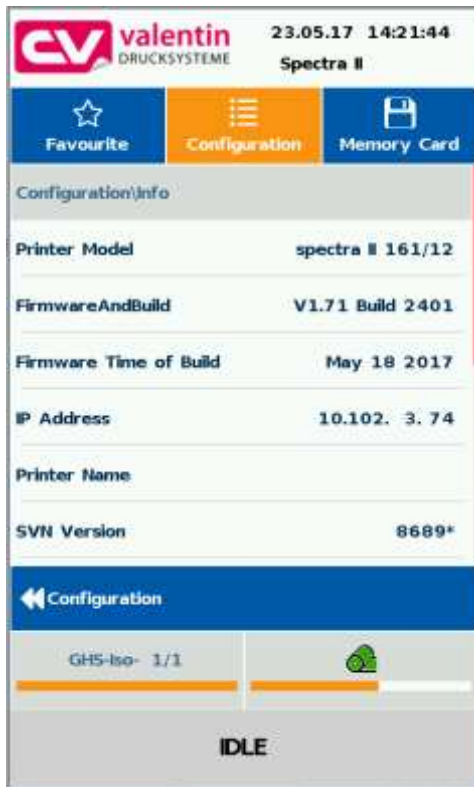 cv valentin
DRUCKSYSTEME
23.05.17 14:21:44
Spectra II
Favourite Configuration Memory Card
Configuration\Info
Printer Model spectra II 161/12
FirmwareAndBuild V1.71 Build 2401
Firmware Time of Build May 18 2017
IP Address 10.102. 3. 74
Printer Name
SVN Version 8689*
Configuration
GHS-Iso- 1/1
IDLE